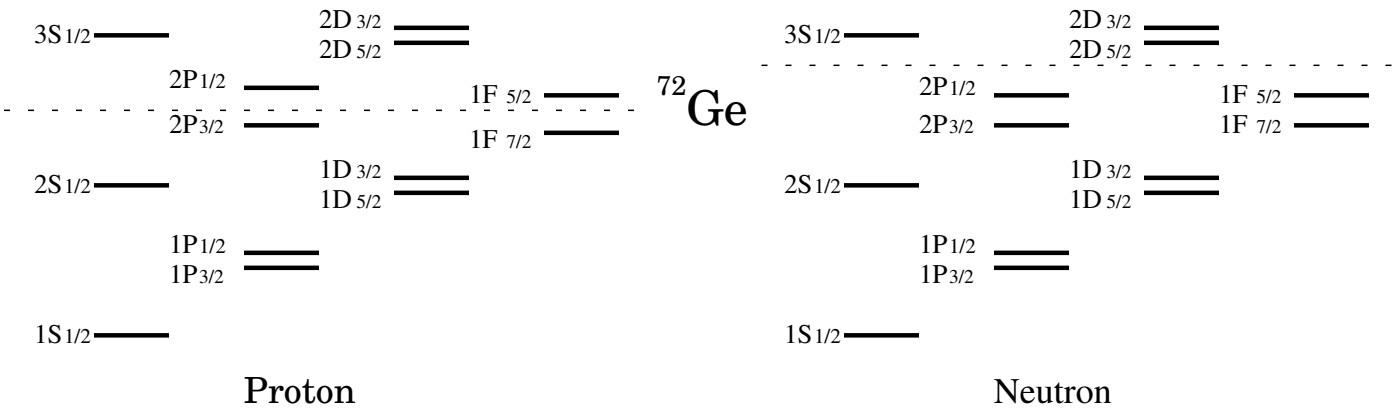 3S1/2 2D 3/2 3S1/2 2D 3/2
2D 5/2 2D 5/2
2P1/2 1F 5/2 72Ge 2P1/2 1F 5/2
2P3/2 1F 7/2 2P3/2 1F 7/2
2S1/2 1D 3/2 2S1/2 1D 3/2
1D 5/2 1D 5/2
1P1/2 1P1/2
1P3/2 1P3/2
1S1/2 1S1/2
Proton Neutron